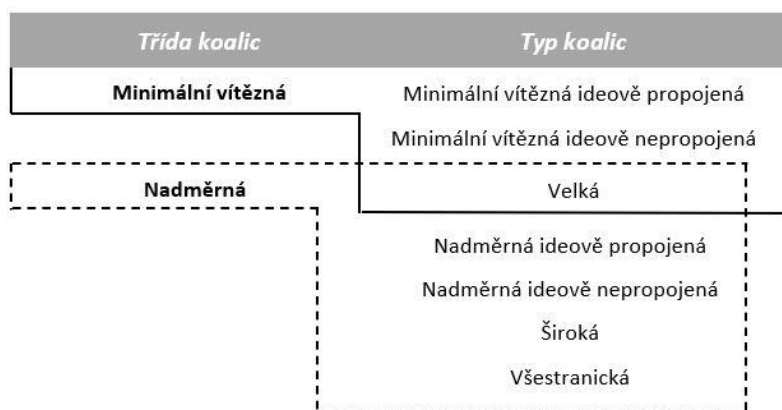 Třída koalic Typ koalic
Minimální vítězná Minimální vítězná ideově propojená
Minimální vítězná ideově nepropojená
Nadměrná Velká
Nadměrná ideově propojená
Nadměrná ideově nepropojená
Široká
Všestranická